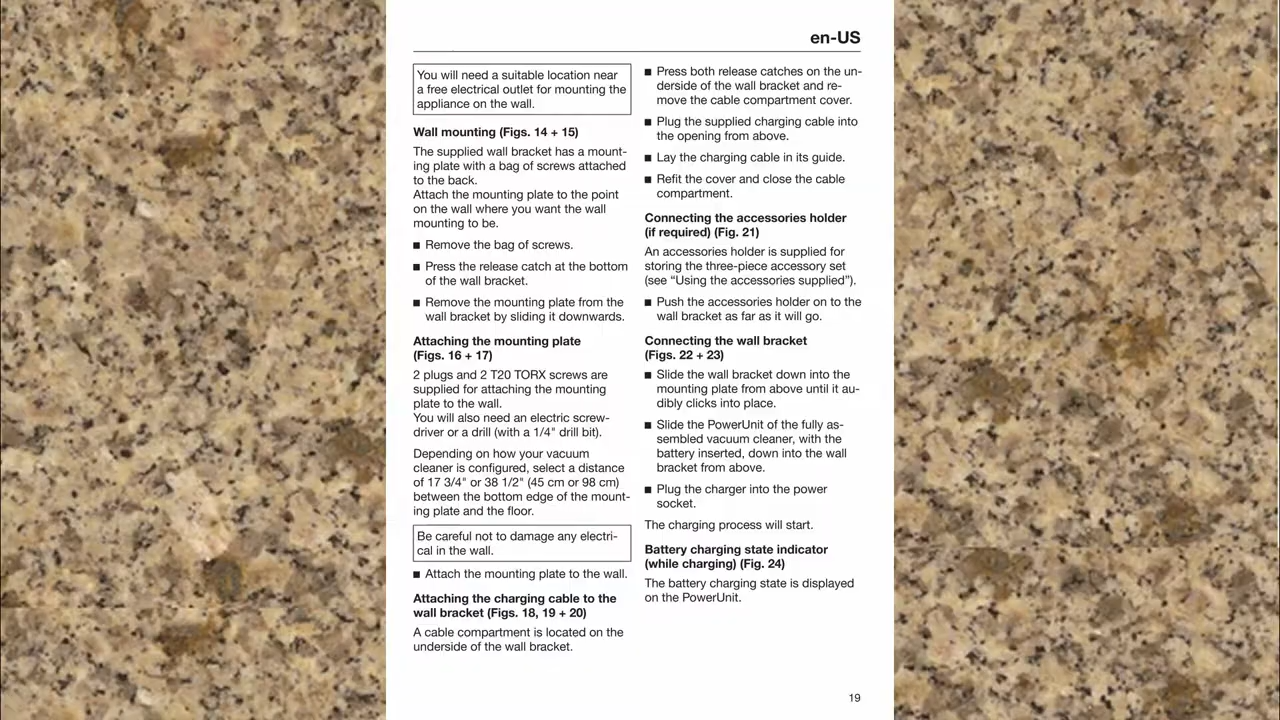 en-US
You will need a suitable location near
a free electrical outlet for mounting the
appliance on the wall.
Wall mounting (Figs. 14 + 15)
The supplied wall bracket has a mount-
ing plate with a bag of screws attached
to the back.
Attach the mounting plate to the point
on the wall where you want the wall
mounting to be.
■ Remove the bag of screws.
■ Press the release catch at the bottom
of the wall bracket.
■ Remove the mounting plate from the
wall bracket by sliding it downwards.
Attaching the mounting plate
(Figs. 16 + 17)
2 plugs and 2 T20 TORX screws are
supplied for attaching the mounting
plate to the wall.
You will also need an electric screw-
driver or a drill (with a 1/4" drill bit).
Depending on how your vacuum
cleaner is configured, select a distance
of 17 3/4" or 38 1/2" (45 cm or 98 cm)
between the bottom edge of the mount-
ing plate and the floor.
Be careful not to damage any electri-
cal in the wall.
■ Attach the mounting plate to the wall.
Attaching the charging cable to the
wall bracket (Figs. 18, 19 + 20)
A cable compartment is located on the
underside of the wall bracket.
■ Press both release catches on the un-
derside of the wall bracket and re-
move the cable compartment cover.
■ Plug the supplied charging cable into
the opening from above.
■ Lay the charging cable in its guide.
■ Refit the cover and close the cable
compartment.
Connecting the accessories holder
(if required) (Fig. 21)
An accessories holder is supplied for
storing the three-piece accessory set
(see “Using the accessories supplied”).
■ Push the accessories holder on to the
wall bracket as far as it will go.
Connecting the wall bracket
(Figs. 22 + 23)
■ Slide the wall bracket down into the
mounting plate from above until it au-
dibly clicks into place.
■ Slide the PowerUnit of the fully as-
sembled vacuum cleaner, with the
battery inserted, down into the wall
bracket from above.
■ Plug the charger into the power
socket.
The charging process will start.
Battery charging state indicator
(while charging) (Fig. 24)
The battery charging state is displayed
on the PowerUnit.
19